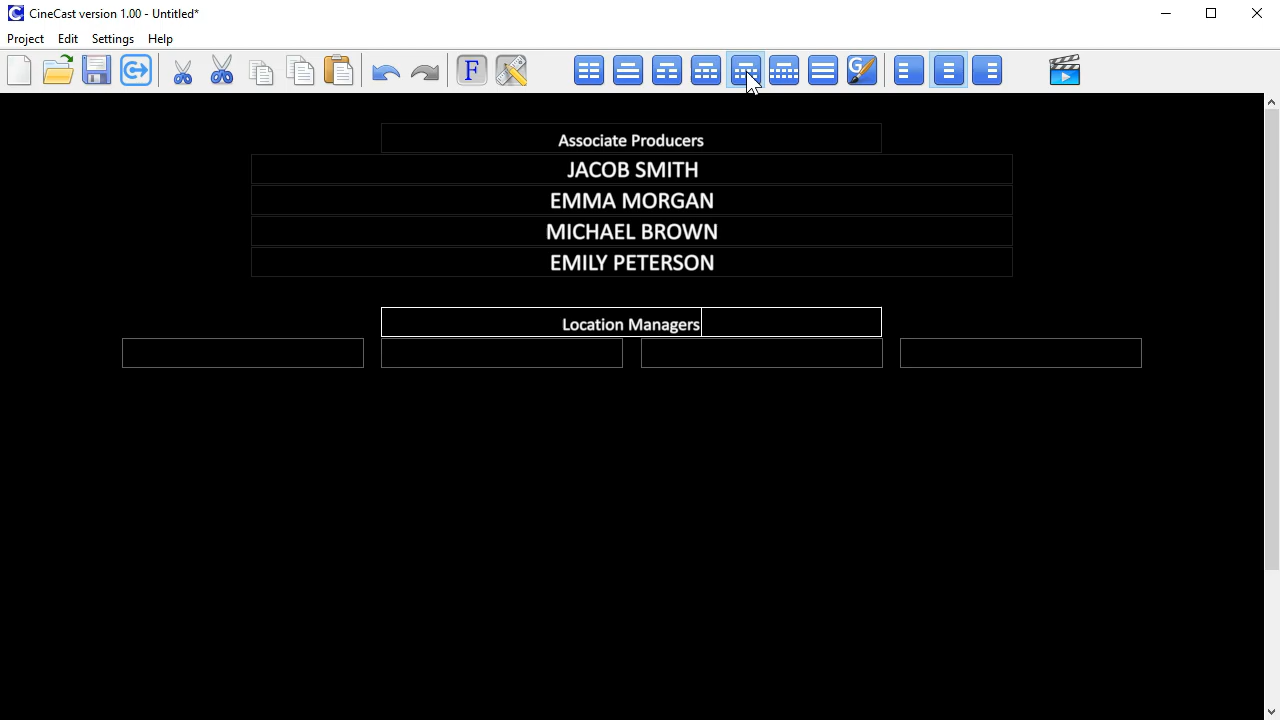 CineCast version 1.00 - Untitled*
Project Edit Settings Help
F G
Associate Producers
JACOB SMITH
EMMA MORGAN
MICHAEL BROWN
EMILY PETERSON
Location Managers